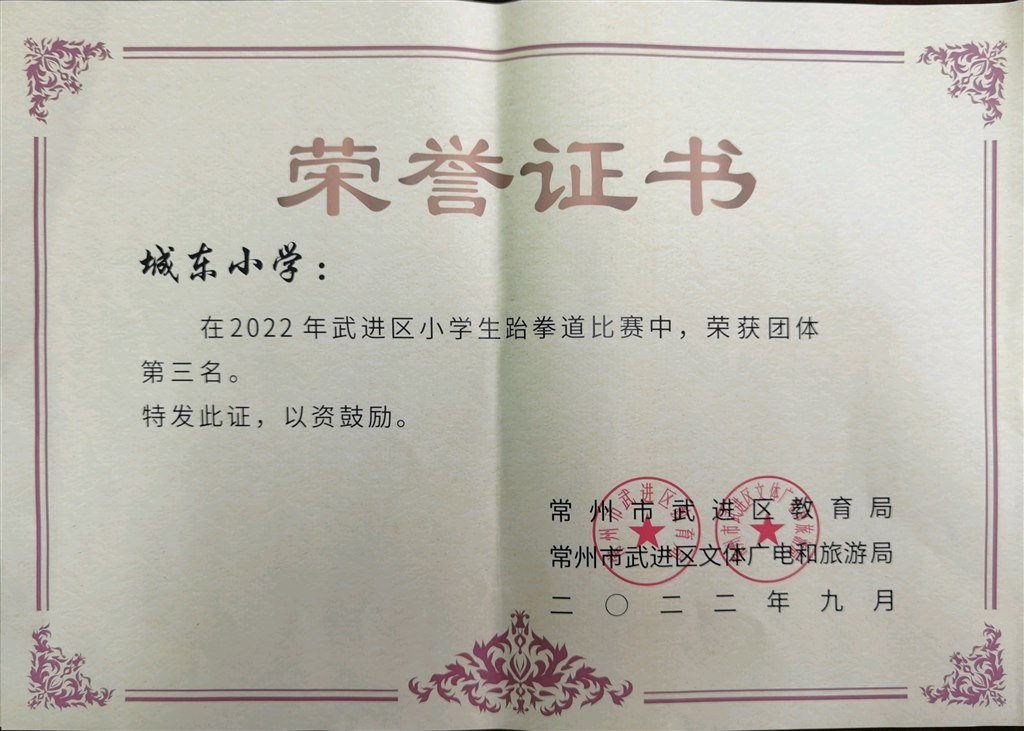 荣誉证书
城东小学：
在2022年武进区小学生跆拳道比赛中，荣获团体
第三名。
特发此证，以资鼓励。
常州市武进区教育局
常州市武进区文体广电和旅游局
二〇二二年九月